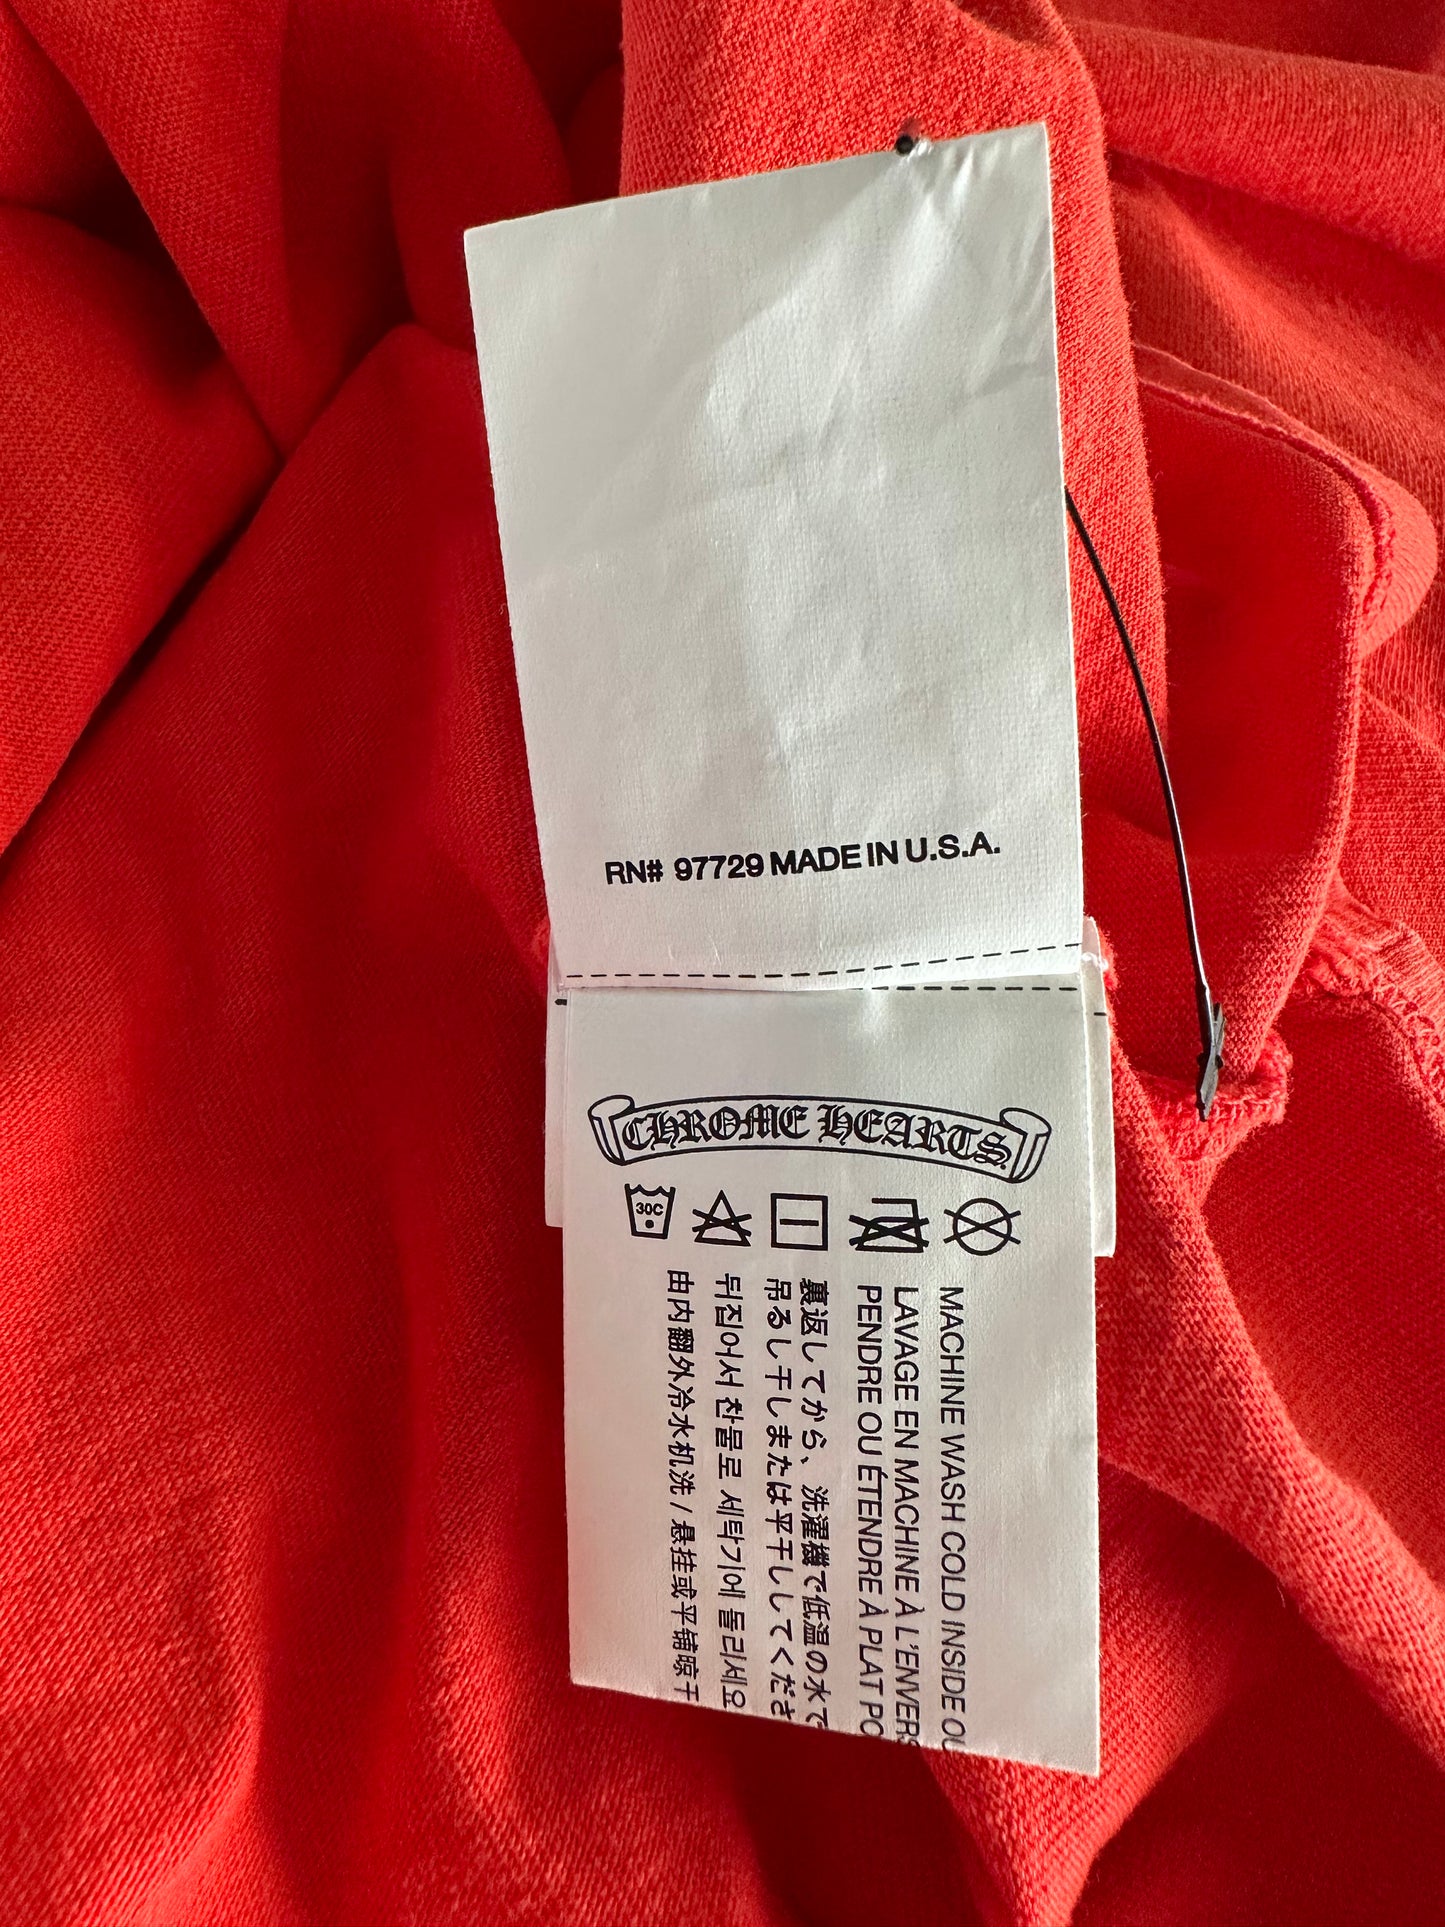 RN# 97729 MADE IN U.S.A.
CHROME HEARTS
30C
MACHINE WASH COLD INSIDE
LAVAGE EN MACHINE À L'ENVERS
PENDRE OU ÉTENDRE À PLAT
裏返してから、洗濯機で低温の水で
吊るし干しまたは平干ししてくださ
뒤집어서 찬물로 세탁기에 돌리세요
由内翻外冷水机洗 / 悬挂或平铺晾干